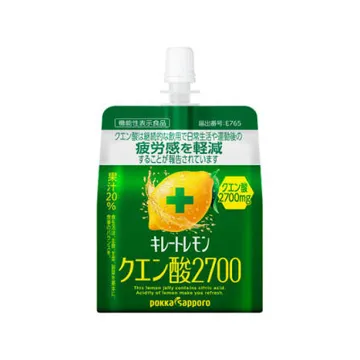 機能性表示食品
届出番号:E765
クエン酸は継続的な飲用で日常生活や運動後の
疲労感を軽減
することが報告されています
果汁20%
クエン酸
2700mg
キレートレモン
クエン酸2700
This lemon jelly contains citric acid.
Acidity of lemon makes you refresh.
pokka sapporo